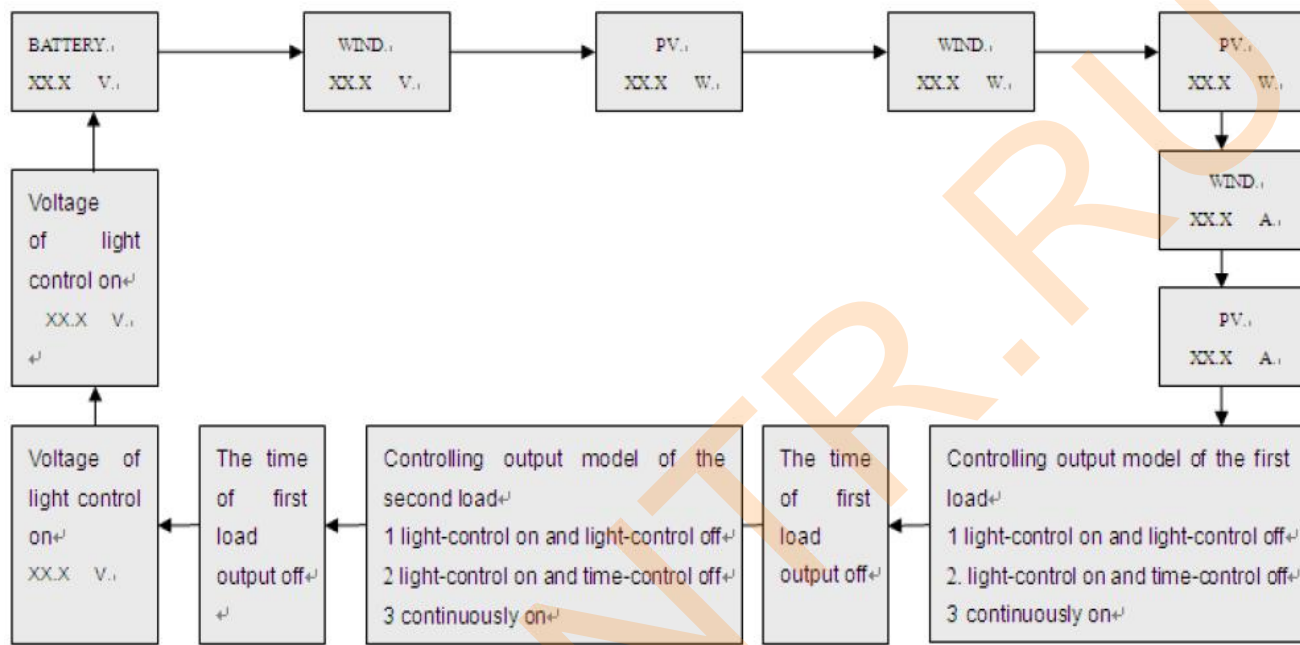 BATTERY
XX.X V
WIND
XX.X V
PV
XX.X W
WIND
XX.X W
PV
XX.X W
WIND
XX.X A
PV
XX.X A
Controlling output model of the first
load
1 light-control on and light-control off
2. light-control on and time-control off
3 continuously on
The time
of first
load
output off
Controlling output model of the
second load
1 light-control on and light-control off
2 light-control on and time-control off
3 continuously on
The time
of first
load
output off
Voltage of
light control
on
XX.X V
Voltage
of light
control on
XX.X V
NTR.RU